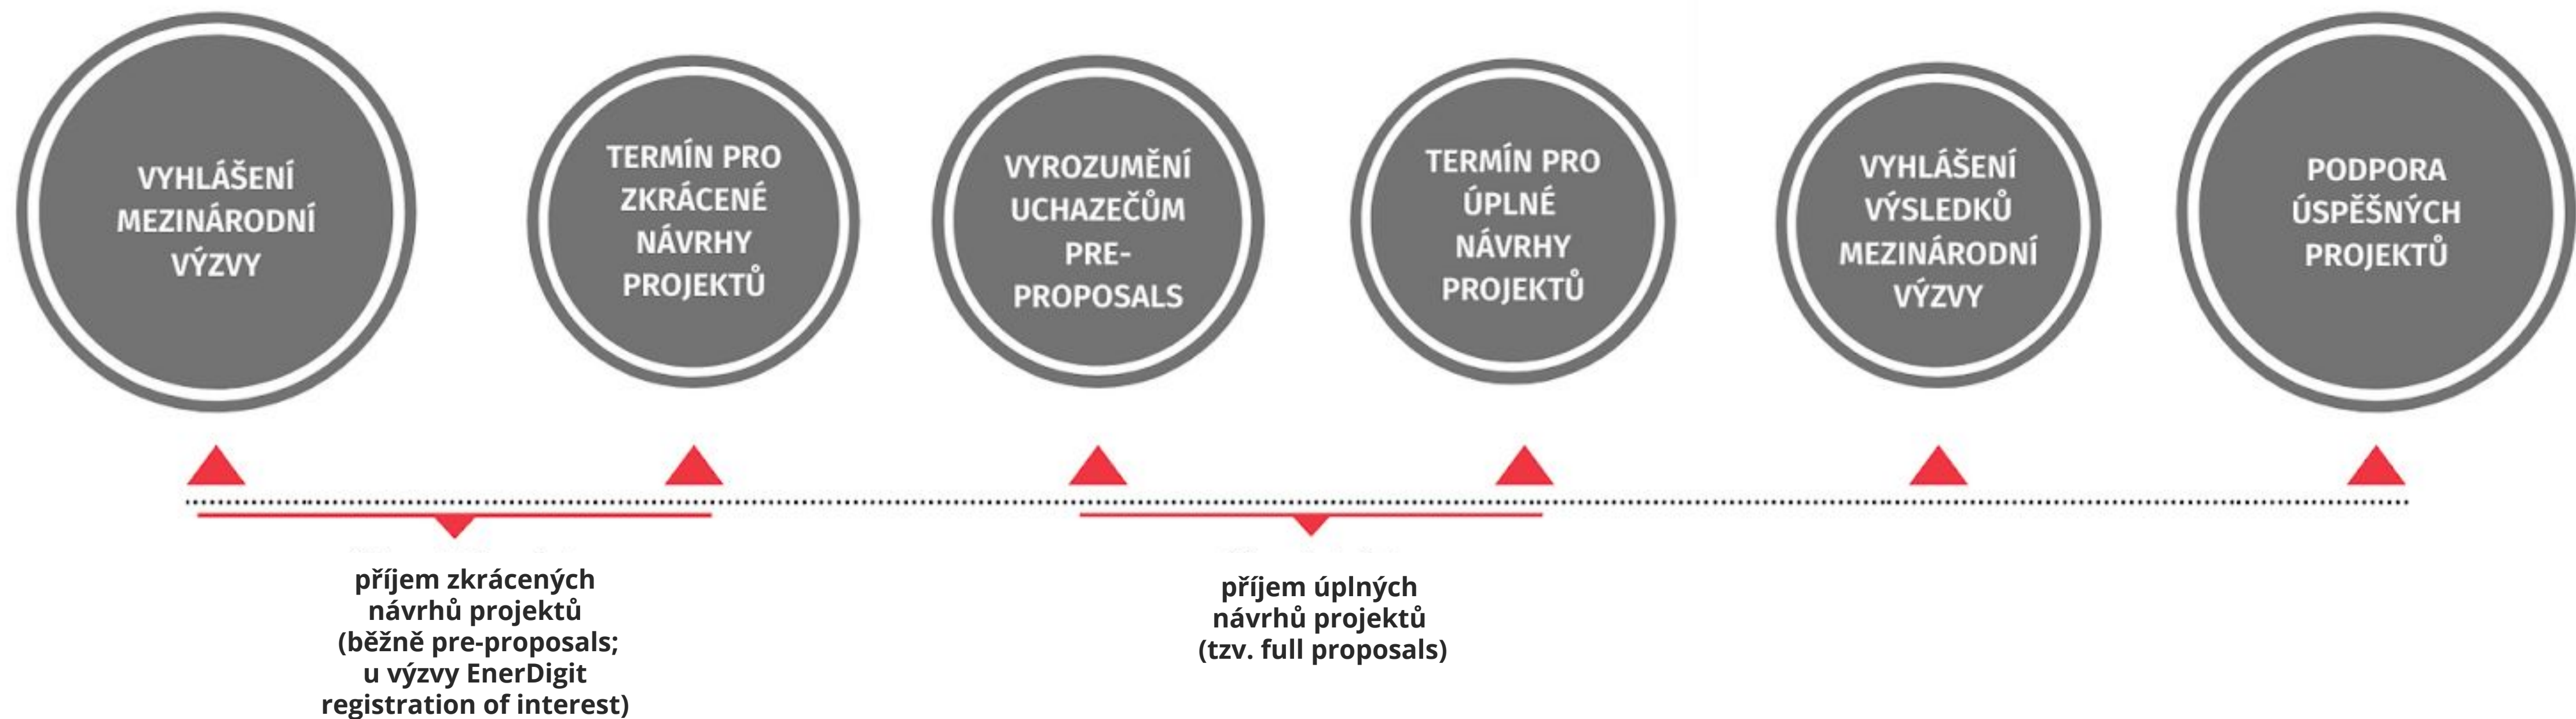 VYHLÁŠENÍ
MEZINÁRODNÍ
VÝZVY
TERMÍN PRO
ZKRÁCENÉ
NÁVRHY
PROJEKTŮ
VYROZUMĚNÍ
UCHAZEČŮM
PRE-
PROPOSALS
TERMÍN PRO
ÚPLNÉ
NÁVRHY
PROJEKTŮ
VYHLÁŠENÍ
VÝSLEDKŮ
MEZINÁRODNÍ
VÝZVY
PODPORA
ÚSPĚŠNÝCH
PROJEKTŮ
příjem zkrácených
návrhů projektů
(běžně pre-proposals;
u výzvy EnerDigit
registration of interest)
příjem úplných
návrhů projektů
(tzv. full proposals)